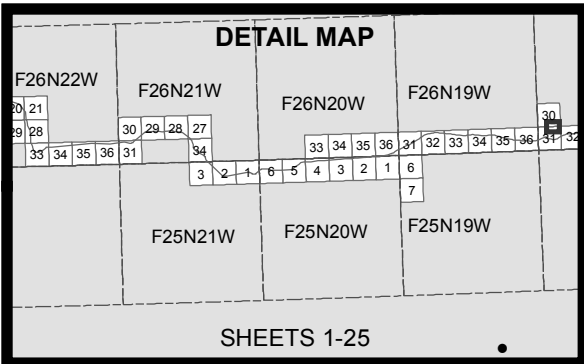 DETAIL MAP
F26N22W
F26N21W
F26N20W
F26N19W
20 21
29 28
33 34 35 36 31
30 29 28 27
34
3 2 1 6 5 4 3 2 1 6
7
33 34 35 36 31 32 33 34 35 36 31 32
30
F25N21W
F25N20W
F25N19W
SHEETS 1-25